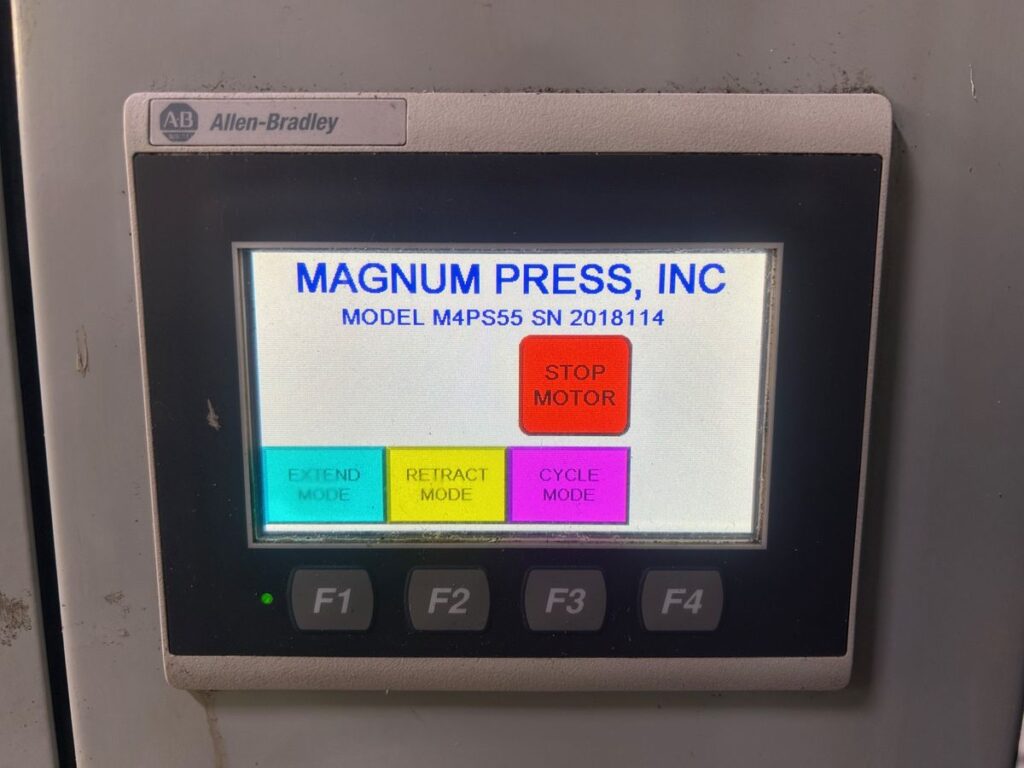 AB
Allen-Bradley
MAGNUM PRESS, INC
MODEL M4PS55 SN 2018114
STOP
MOTOR
EXTEND
MODE
RETRACT
MODE
CYCLE
MODE
F1
F2
F3
F4